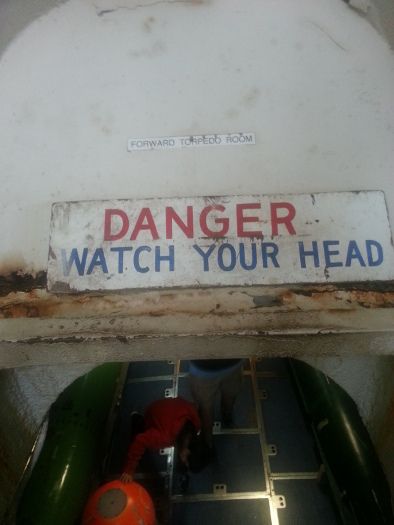 FORWARD TORPEDO ROOM
DANGER
WATCH YOUR HEAD